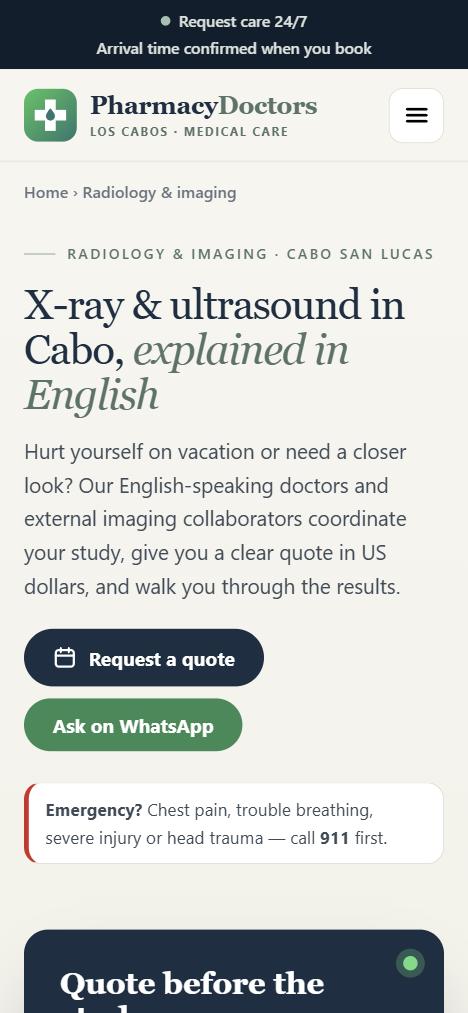 Request care 24/7
Arrival time confirmed when you book
PharmacyDoctors
LOS CABOS · MEDICAL CARE
Home › Radiology & imaging
RADIOLOGY & IMAGING · CABO SAN LUCAS
X-ray & ultrasound in
Cabo, explained in
English
Hurt yourself on vacation or need a closer
look? Our English-speaking doctors and
external imaging collaborators coordinate
your study, give you a clear quote in US
dollars, and walk you through the results.
Request a quote
Ask on WhatsApp
Emergency? Chest pain, trouble breathing,
severe injury or head trauma — call 911 first.
Quote before the